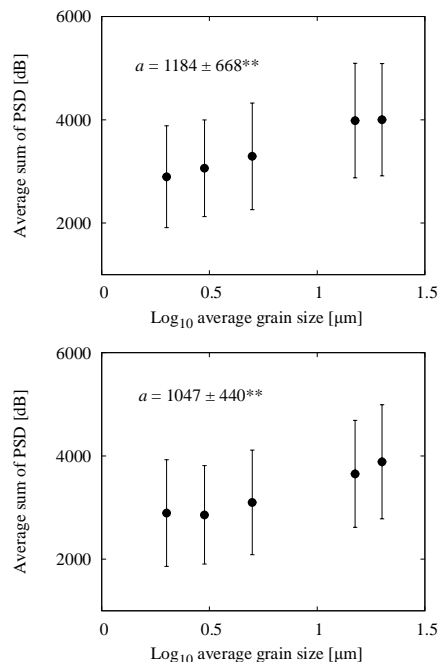 6000
a = 1184 ± 668**
4000
2000
Average sum of PSD [dB]
0 0.5 1 1.5
Log10 average grain size [μm]
6000
a = 1047 ± 440**
4000
2000
Average sum of PSD [dB]
0 0.5 1 1.5
Log10 average grain size [μm]